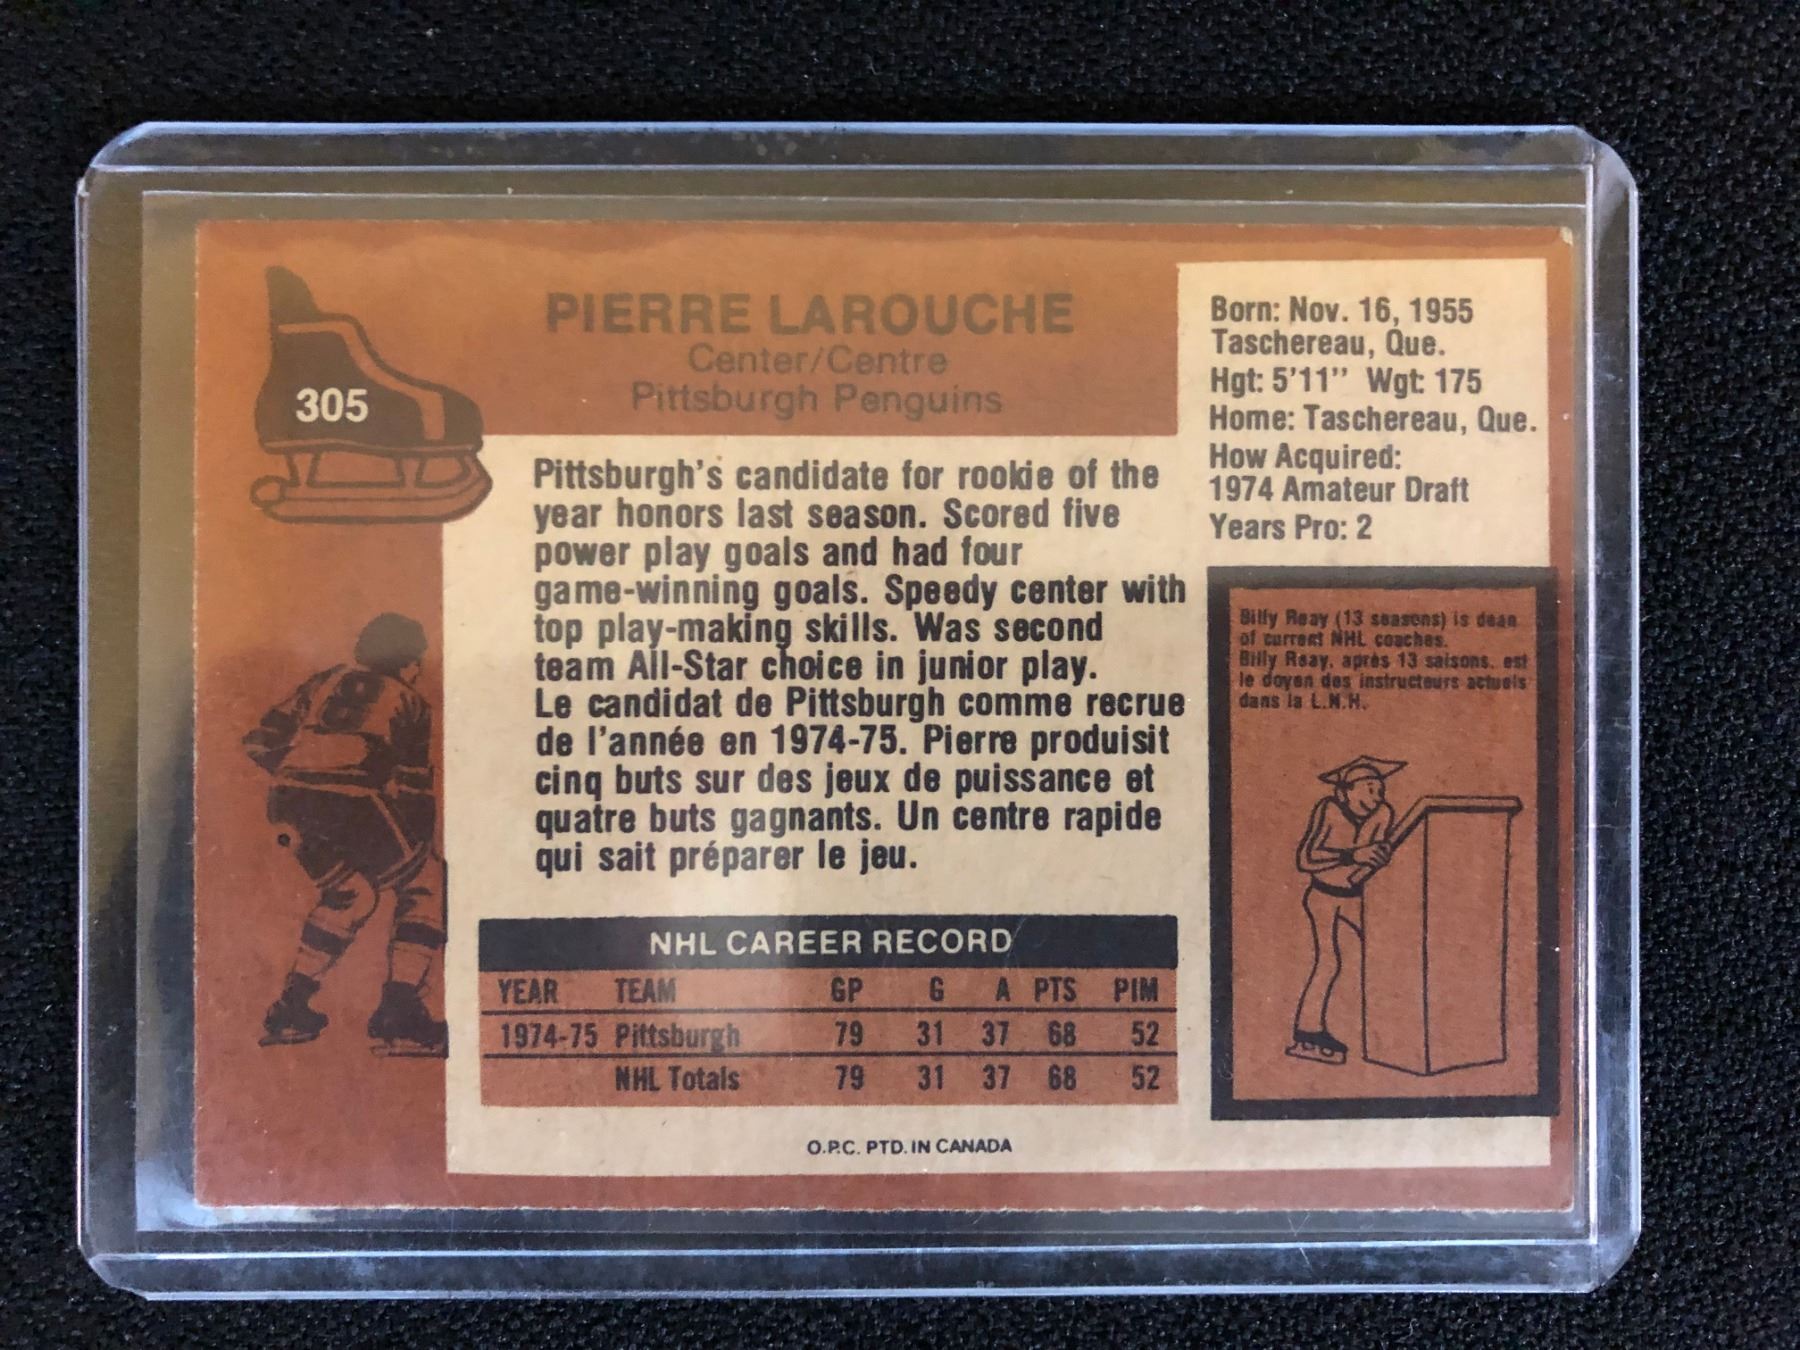 305
PIERRE LAROUCHE
Center/Centre
Pittsburgh Penguins
Born: Nov. 16, 1955
Taschereau, Que.
Hgt: 5'11" Wgt: 175
Home: Taschereau, Que.
How Acquired:
1974 Amateur Draft
Years Pro: 2
Pittsburgh's candidate for rookie of the
year honors last season. Scored five
power play goals and had four
game-winning goals. Speedy center with
top play-making skills. Was second
team All-Star choice in junior play.
Le candidat de Pittsburgh comme recrue
de l'année en 1974-75. Pierre produisit
cinq buts sur des jeux de puissance et
quatre buts gagnants. Un centre rapide
qui sait préparer le jeu.
Billy Reay (13 seasons) is dean
of current NHL coaches.
Billy Reay, après 13 saisons, est
le doyen des instructeurs actuels
dans la L.N.H.
NHL CAREER RECORD
YEAR TEAM GP G A PTS PIM
1974-75 Pittsburgh 79 31 37 68 52
NHL Totals 79 31 37 68 52
O.P.C. PTD. IN CANADA